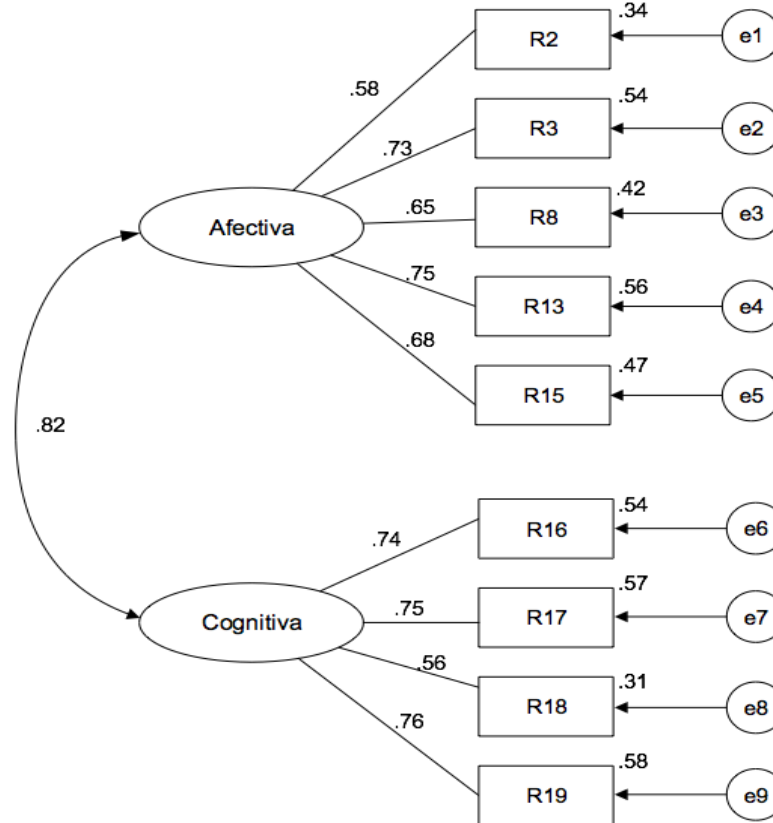 .34
R2
e1
.58
.54
R3
e2
.73
.42
Afectiva
.65
R8
e3
.75
.56
R13
e4
.68
.47
R15
e5
.82
.54
R16
e6
.74
.57
Cognitiva
.75
R17
e7
.56
.31
R18
e8
.76
.58
R19
e9